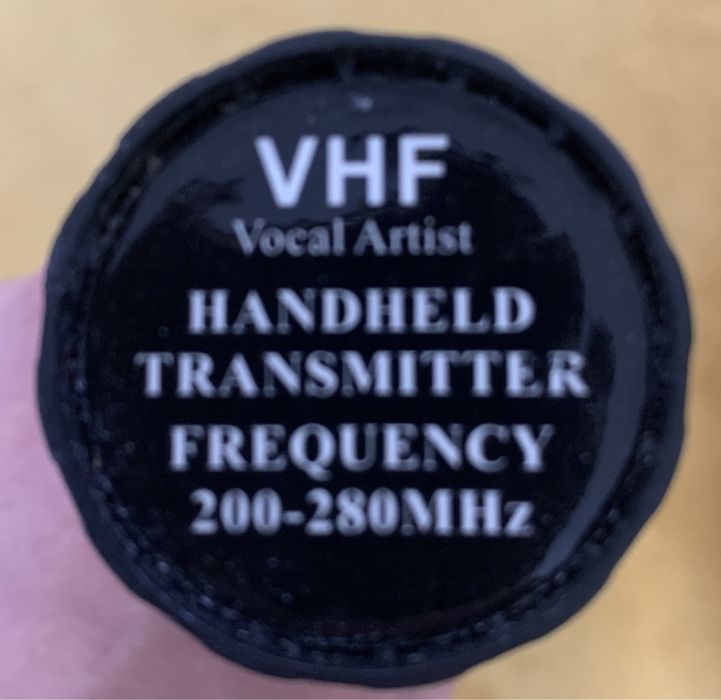 VHF
Vocal Artist
HANDHELD
TRANSMITTER
FREQUENCY
200-280MHz